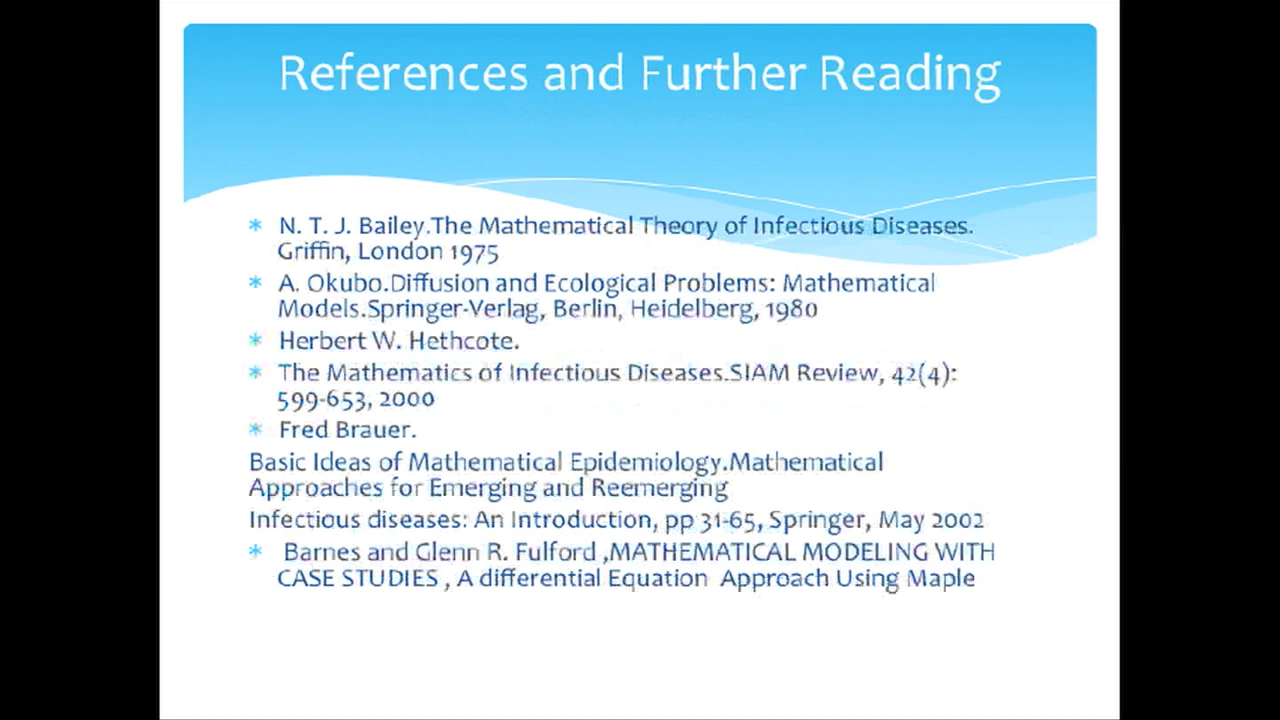 References and Further Reading
* N. T. J. Bailey.The Mathematical Theory of Infectious Diseases.
Griffin, London 1975
* A. Okubo.Diffusion and Ecological Problems: Mathematical
Models.Springer-Verlag, Berlin, Heidelberg, 1980
* Herbert W. Hethcote.
* The Mathematics of Infectious Diseases.SIAM Review, 42(4):
599-653, 2000
* Fred Brauer.
Basic Ideas of Mathematical Epidemiology.Mathematical
Approaches for Emerging and Reemerging
Infectious diseases: An Introduction, pp 31-65, Springer, May 2002
* Barnes and Glenn R. Fulford ,MATHEMATICAL MODELING WITH
CASE STUDIES , A differential Equation Approach Using Maple